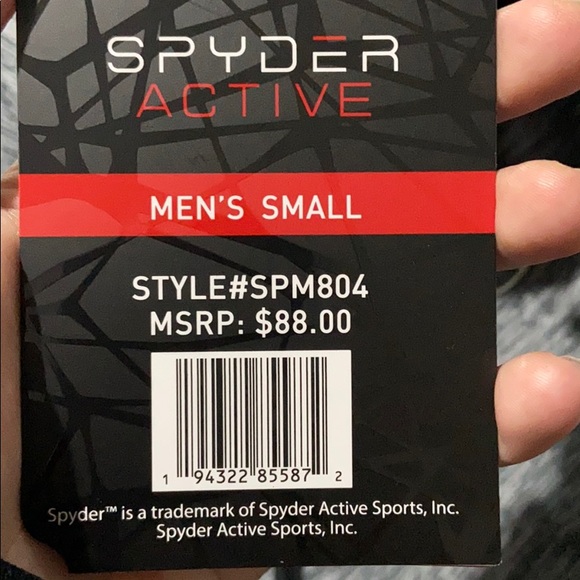 SPYDER
ACTIVE
MEN'S SMALL
STYLE#SPM804
MSRP: $88.00
1 94322 85587 2
Spyder™ is a trademark of Spyder Active Sports, Inc.
Spyder Active Sports, Inc.